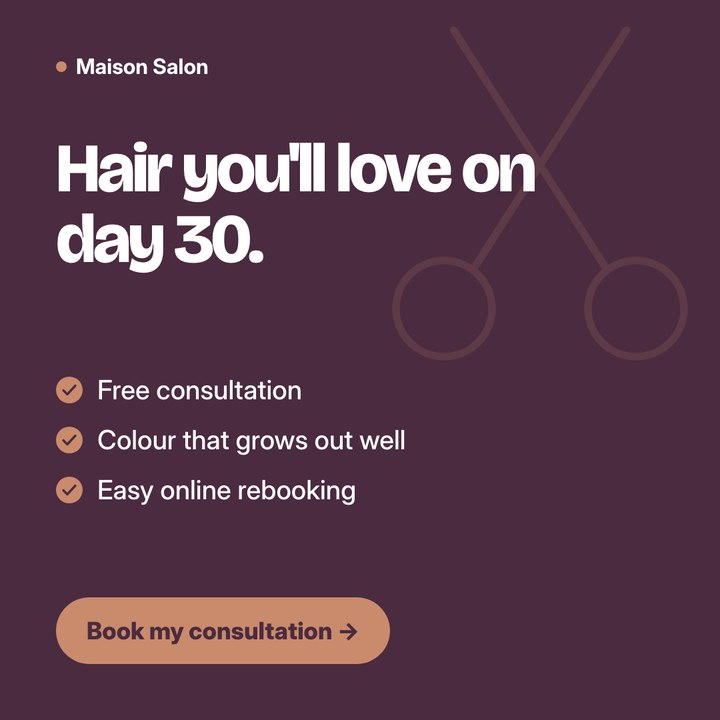 Maison Salon
Hair you'll love on
day 30.
Free consultation
Colour that grows out well
Easy online rebooking
Book my consultation →